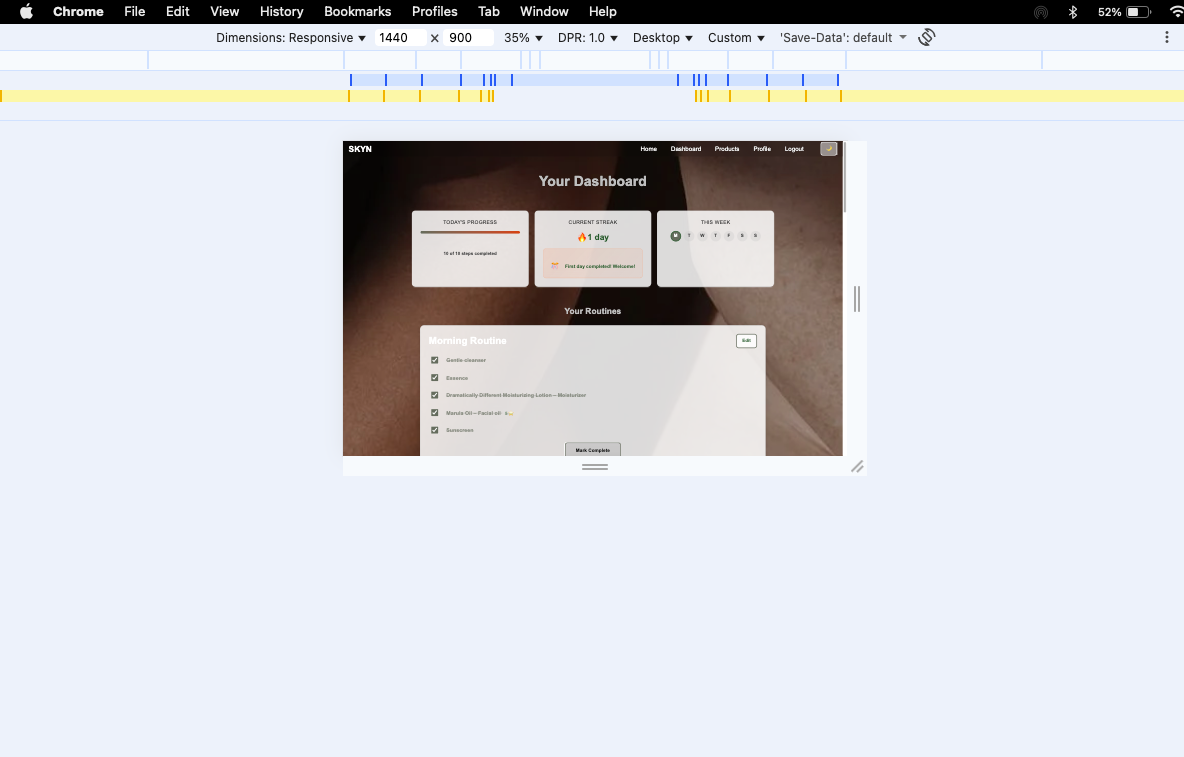 Chrome File Edit View History Bookmarks Profiles Tab Window Help 52%
Dimensions: Responsive 1440 x 900 35% DPR: 1.0 Desktop Custom 'Save-Data': default
SKYN Home Dashboard Products Profile Logout
Your Dashboard
TODAY'S PROGRESS
10 of 10 steps completed
CURRENT STREAK
1 day
First day completed! Welcome!
THIS WEEK
M T W T F S S
Your Routines
Morning Routine Edit
Gentle cleanser
Essence
Dramatically Different Moisturizing Lotion — Moisturiser
Marula Oil — Facial oil
Sunscreen
Mark Complete